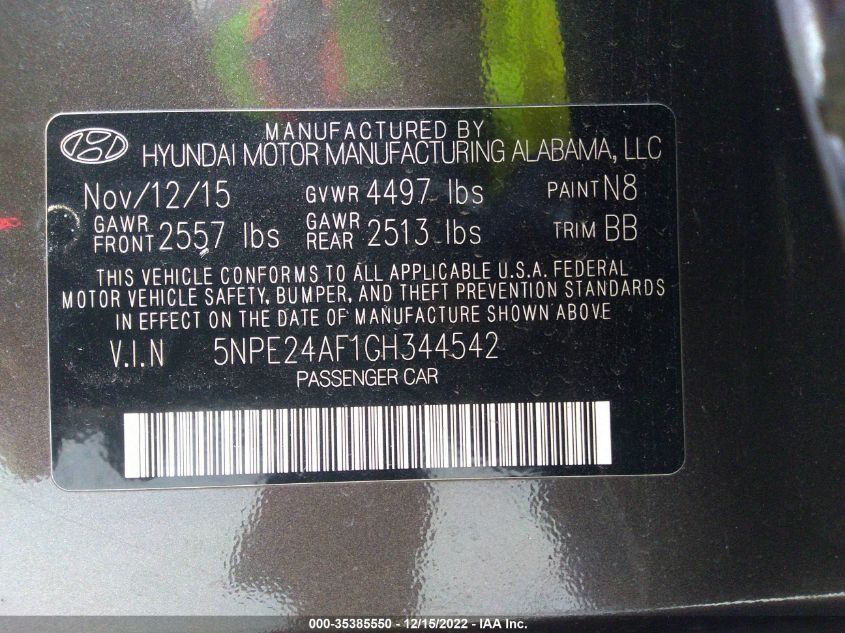 MANUFACTURED BY
HYUNDAI MOTOR MANUFACTURING ALABAMA, LLC
Nov/12/15 GVWR 4497 lbs PAINT N8
GAWR FRONT 2557 lbs GAWR REAR 2513 lbs TRIM BB
THIS VEHICLE CONFORMS TO ALL APPLICABLE U.S.A. FEDERAL
MOTOR VEHICLE SAFETY, BUMPER, AND THEFT PREVENTION STANDARDS
IN EFFECT ON THE DATE OF MANUFACTURE SHOWN ABOVE
V.I.N 5NPE24AF1GH344542
PASSENGER CAR
000-35385550 - 12/15/2022 - IAA Inc.